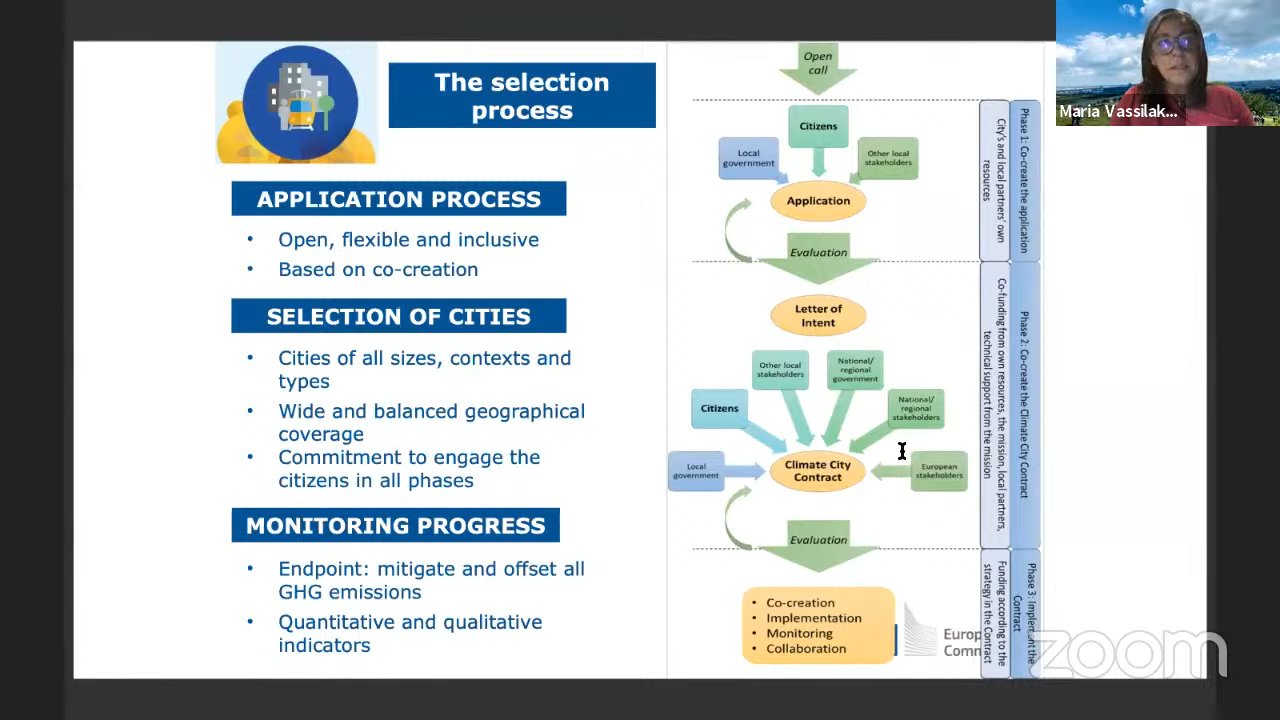 The selection
process
APPLICATION PROCESS
• Open, flexible and inclusive
• Based on co-creation
SELECTION OF CITIES
• Cities of all sizes, contexts and
types
• Wide and balanced geographical
coverage
• Commitment to engage the
citizens in all phases
MONITORING PROGRESS
• Endpoint: mitigate and offset all
GHG emissions
• Quantitative and qualitative
indicators
Open
call
Citizens
Local
government
Other local
stakeholders
Application
Evaluation
Letter of
Intent
Other local
stakeholders
National/
regional
government
Citizens
National/
regional
stakeholders
Local
government
Climate City
Contract
European
stakeholders
Evaluation
• Co-creation
• Implementation
• Monitoring
• Collaboration
Phase 1: Co-create the application
City's and local partners' own
resources
Phase 2: Co-create the Climate City Contract
Co-funding from own resources, the mission, local partners,
technical support from the mission
Phase 3: Implement the
Contract
Funding according to the
strategy in the Contract
Europ
Comm
Maria Vassilak...
zoom